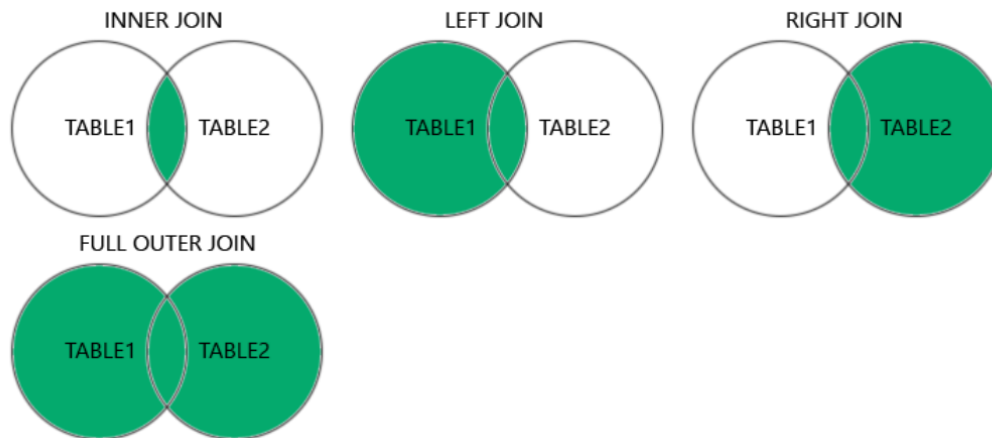 INNER JOIN
TABLE1 TABLE2
LEFT JOIN
TABLE1 TABLE2
RIGHT JOIN
TABLE1 TABLE2
FULL OUTER JOIN
TABLE1 TABLE2